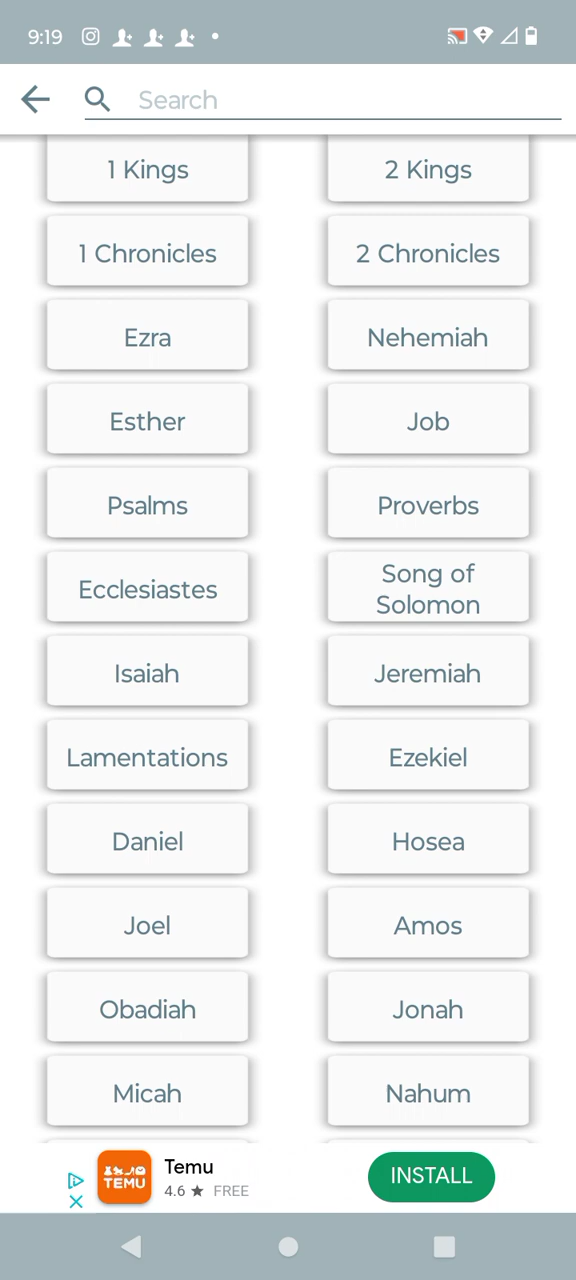 9:19
Search
1 Kings
2 Kings
1 Chronicles
2 Chronicles
Ezra
Nehemiah
Esther
Job
Psalms
Proverbs
Ecclesiastes
Song of
Solomon
Isaiah
Jeremiah
Lamentations
Ezekiel
Daniel
Hosea
Joel
Amos
Obadiah
Jonah
Micah
Nahum
TEMU
Temu
4.6 ★ FREE
INSTALL